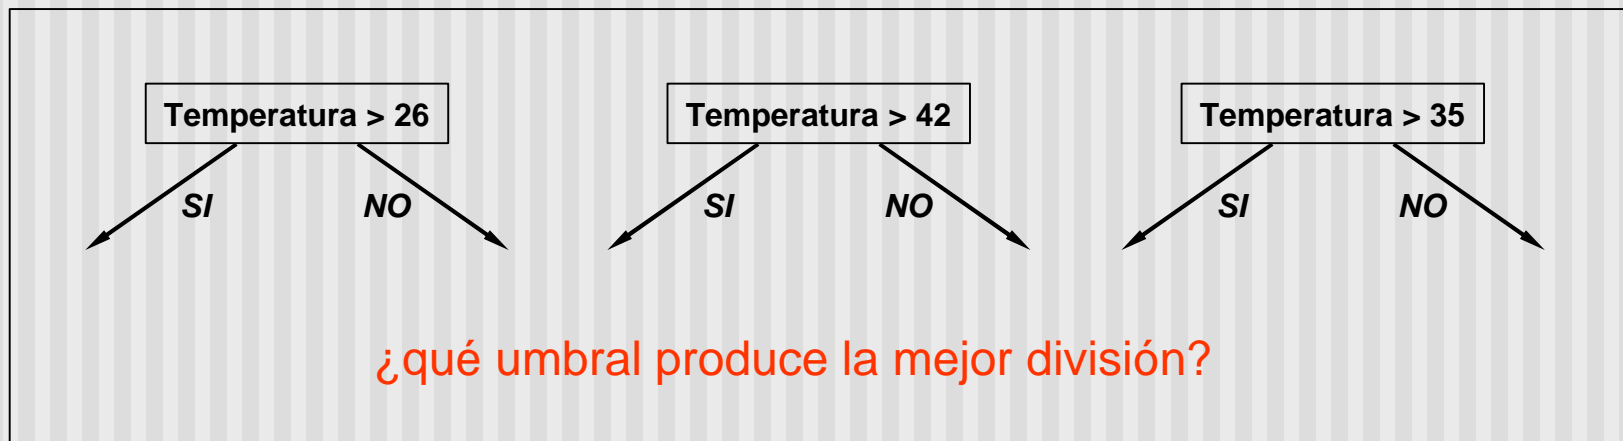 Temperatura > 26
SI NO
Temperatura > 42
SI NO
Temperatura > 35
SI NO
¿qué umbral produce la mejor división?